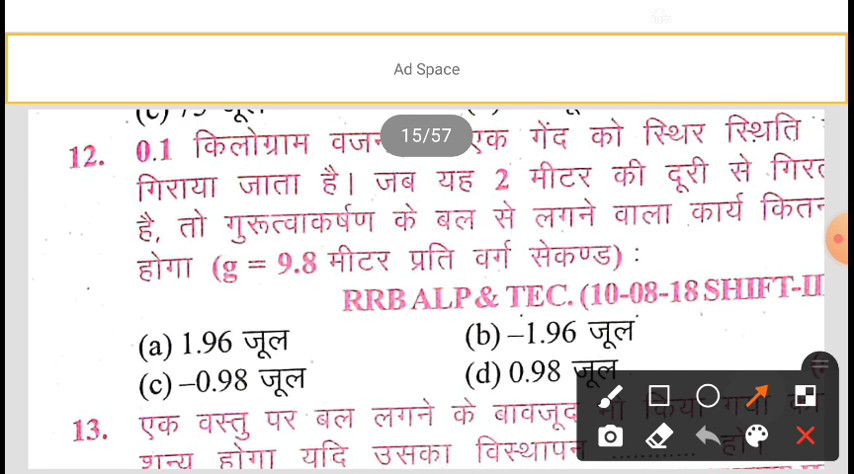 Ad Space
15/57
12. 0.1 किलोग्राम एक गेंद को स्थिर स्थिति
गिराया जाता है। जब यह 2 मीटर की दूरी से
है, तो गुरूत्वाकर्षण के बल से लगने वाला कार्य
होगा (g = 9.8 मीटर प्रति वर्ग सेकण्ड) :
RRB ALP & TEC. (10-08-18 SHIFT-II
(a) 1.96 जूल (b) –1.96 जूल
(c) –0.98 जूल (d) 0.98 जूल
13. एक वस्तु पर बल लगने के बावजूद भी किया गया
शून्य होगा यदि उसका विस्थापन ............